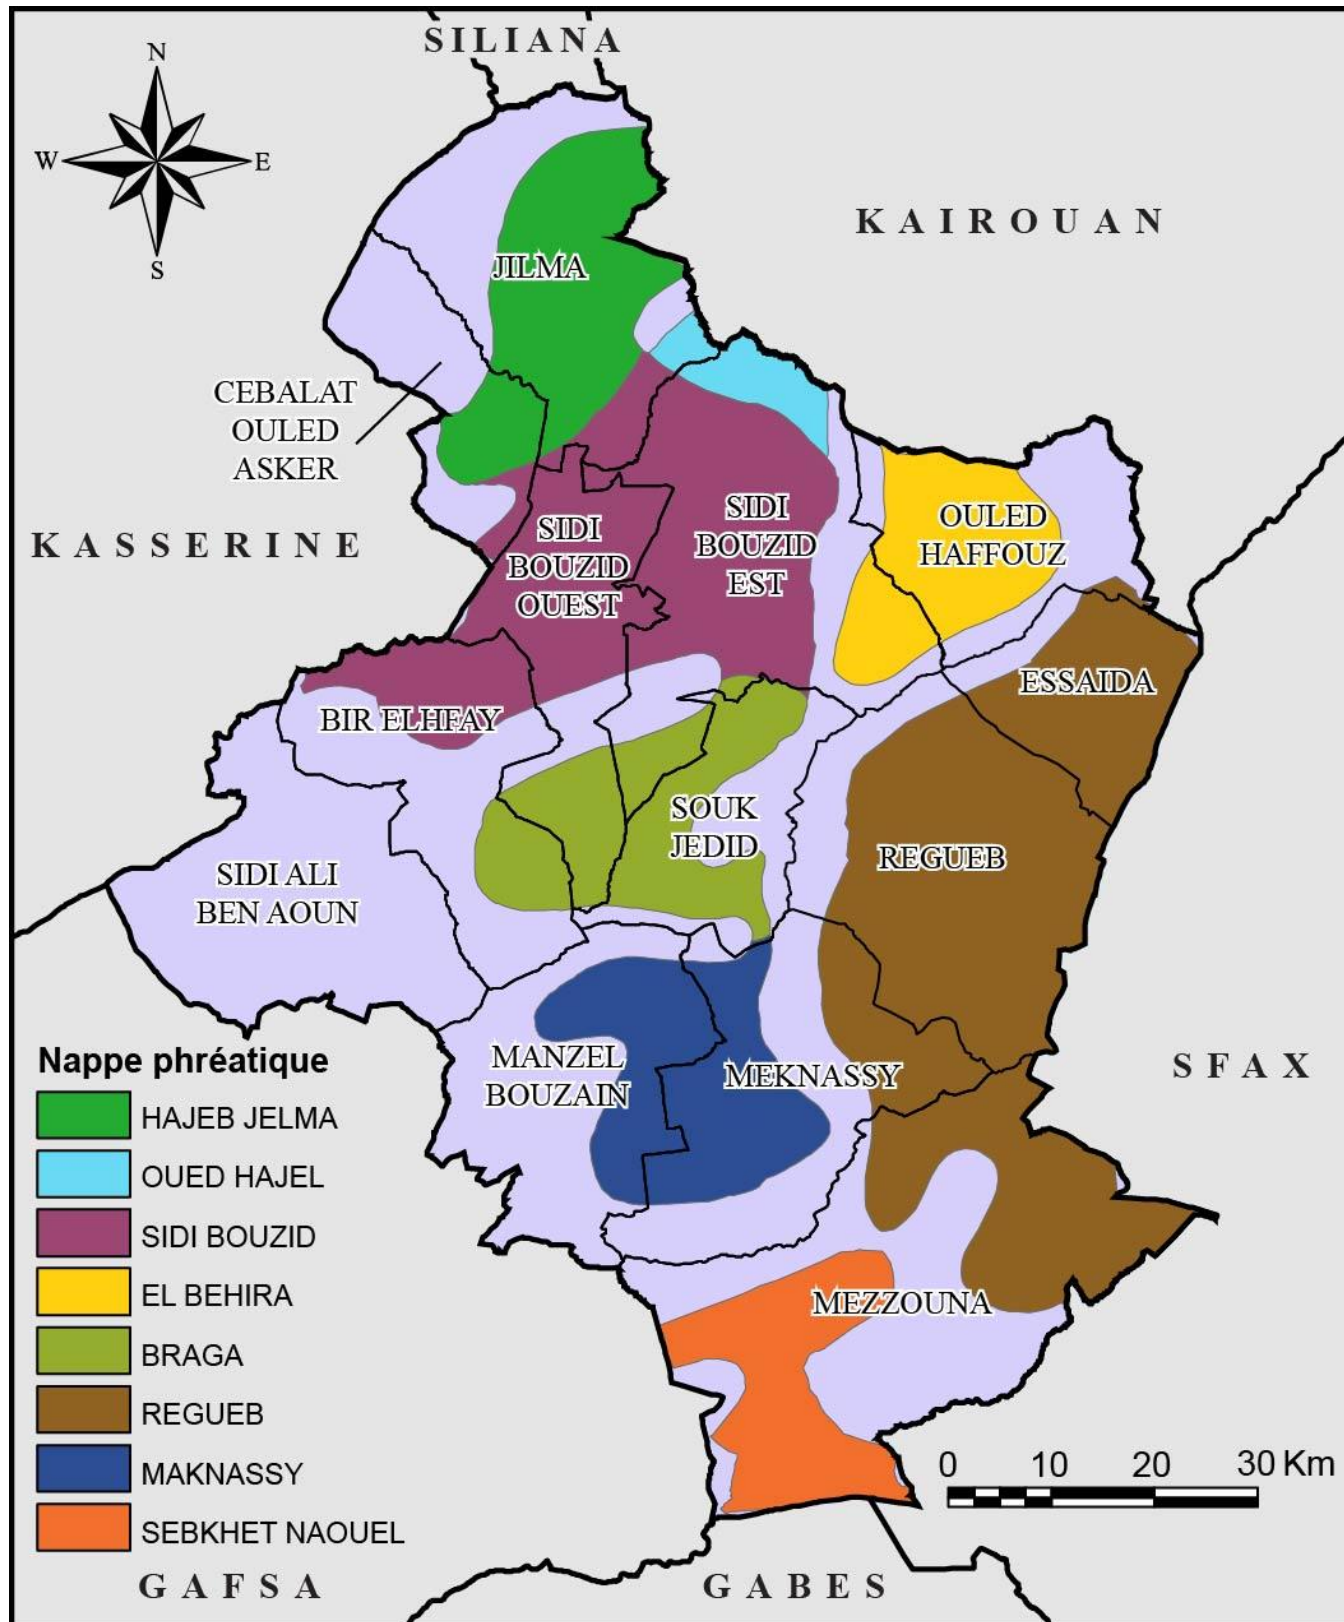 SILIANA
N
W
E
S
KAIROUAN
JILMA
CEBALAT
OULED
ASKER
KASSERINE
SIDI
BOUZID
OUEST
SIDI
BOUZID
EST
OULED
HAFFOUZ
ESSAIDA
BIR ELHFAY
SOUK
JEDID
REGUEB
SIDI ALI
BEN AOUN
MANZEL
BOUZAIN
MEKNASSY
SFAX
MEZZOUNA
Nappe phréatique
HAJEB JELMA
OUED HAJEL
SIDI BOUZID
EL BEHIRA
BRAGA
REGUEB
MAKNASSY
SEBKHET NAOUEL
0 10 20 30 Km
GAFSA
GABES